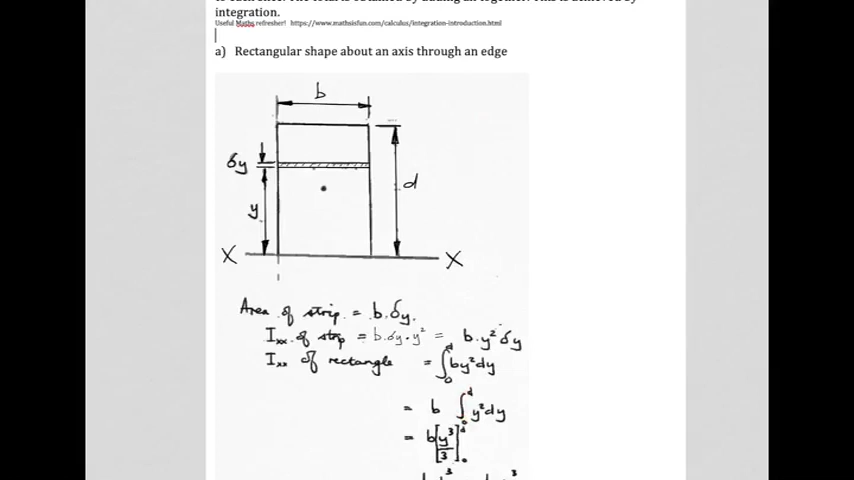 integration.
Useful Maths refresher! https://www.mathsisfun.com/calculus/integration-introduction.html
a) Rectangular shape about an axis through an edge
b
δy
d
y
X X
Area of strip = b.δy.
Ixx of strip = b.δy.y² = b.y²δy
Ixx of rectangle = ∫₀ᵈ by²dy
= b ∫₀ᵈ y²dy
= b[y³/3]₀ᵈ